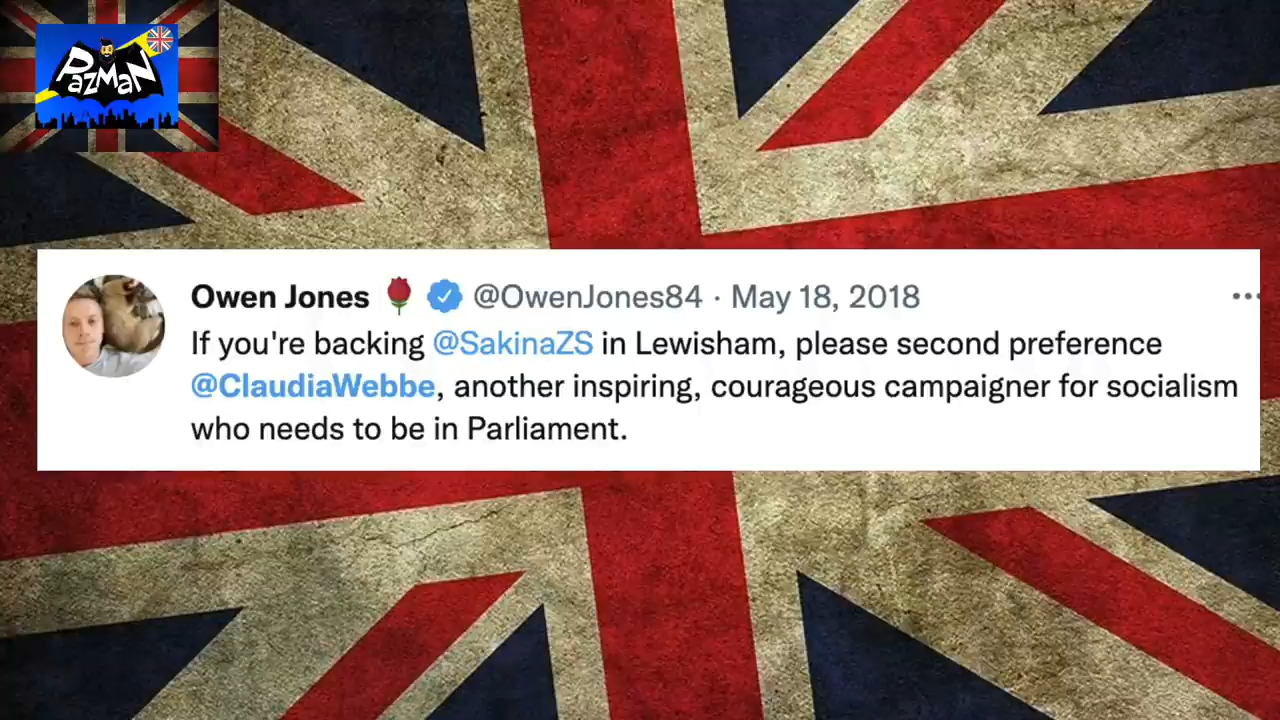 PAZMAN
Owen Jones 🌹 @OwenJones84 · May 18, 2018
If you're backing @SakinaZS in Lewisham, please second preference
@ClaudiaWebbe, another inspiring, courageous campaigner for socialism
who needs to be in Parliament.